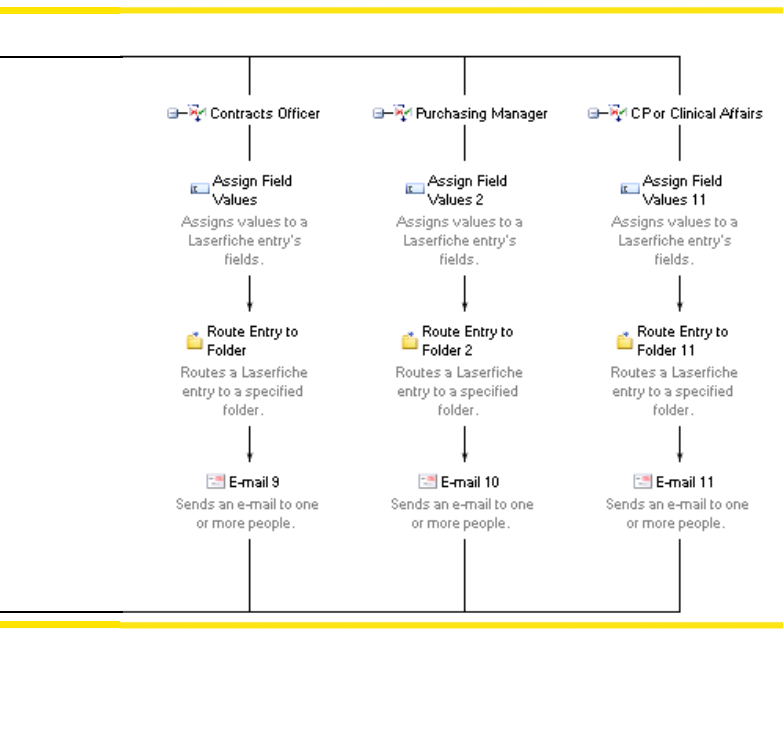 Contracts Officer
Assign Field
Values
Assigns values to a
Laserfiche entry's
fields.
Route Entry to
Folder
Routes a Laserfiche
entry to a specified
folder.
E-mail 9
Sends an e-mail to one
or more people.
Purchasing Manager
Assign Field
Values 2
Assigns values to a
Laserfiche entry's
fields.
Route Entry to
Folder 2
Routes a Laserfiche
entry to a specified
folder.
E-mail 10
Sends an e-mail to one
or more people.
CP or Clinical Affairs
Assign Field
Values 11
Assigns values to a
Laserfiche entry's
fields.
Route Entry to
Folder 11
Routes a Laserfiche
entry to a specified
folder.
E-mail 11
Sends an e-mail to one
or more people.